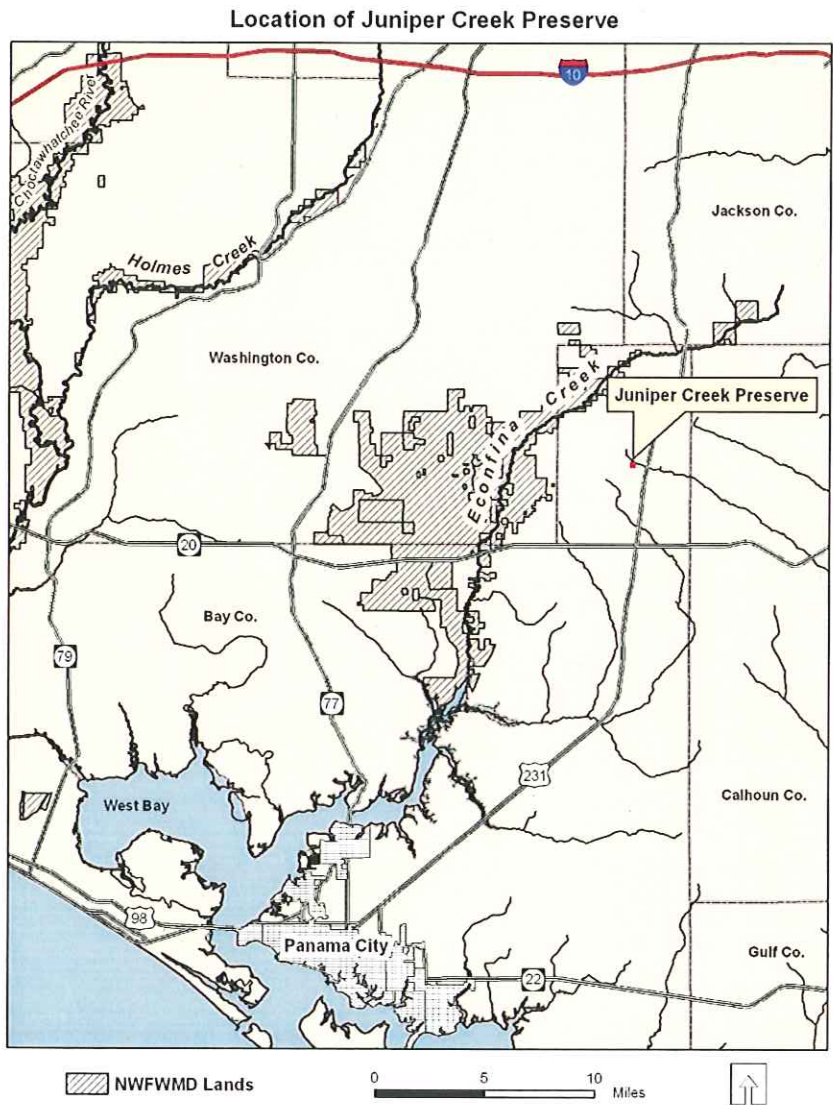 Location of Juniper Creek Preserve
10
Choctawhatchee River
Jackson Co.
Holmes Creek
Washington Co.
Econfina Creek
Juniper Creek Preserve
20
Bay Co.
79
77
231
West Bay
Calhoun Co.
98
Panama City
Gulf Co.
22
NWFWMD Lands
0 5 10
Miles